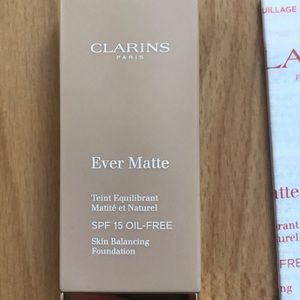 CLARINS
PARIS
Ever Matte
Teint Equilibrant
Matité et Naturel
SPF 15 OIL-FREE
Skin Balancing
Foundation